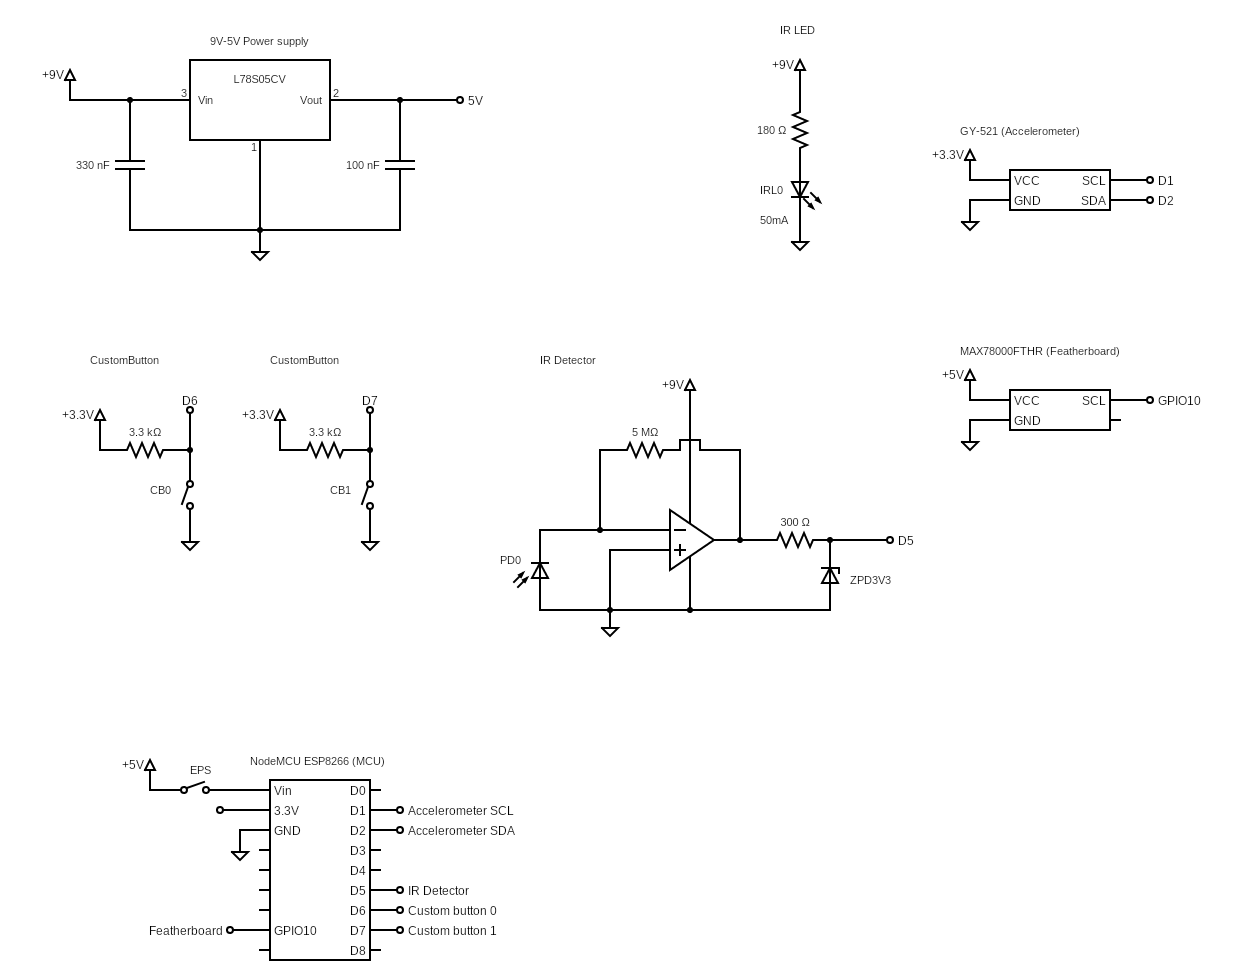 9V-5V Power supply
+9V
L78S05CV
3
Vin
Vout
2
5V
1
330 nF
100 nF
IR LED
+9V
180 Ω
IRL0
50mA
GY-521 (Accelerometer)
+3.3V
VCC
SCL
D1
GND
SDA
D2
CustomButton
+3.3V
D6
3.3 kΩ
CB0
CustomButton
+3.3V
D7
3.3 kΩ
CB1
IR Detector
+9V
5 MΩ
300 Ω
D5
PD0
ZPD3V3
MAX78000FTHR (Featherboard)
+5V
VCC
SCL
GPIO10
GND
NodeMCU ESP8266 (MCU)
+5V
EPS
Vin
D0
3.3V
D1
Accelerometer SCL
GND
D2
Accelerometer SDA
D3
D4
D5
IR Detector
D6
Custom button 0
Featherboard
GPIO10
D7
Custom button 1
D8